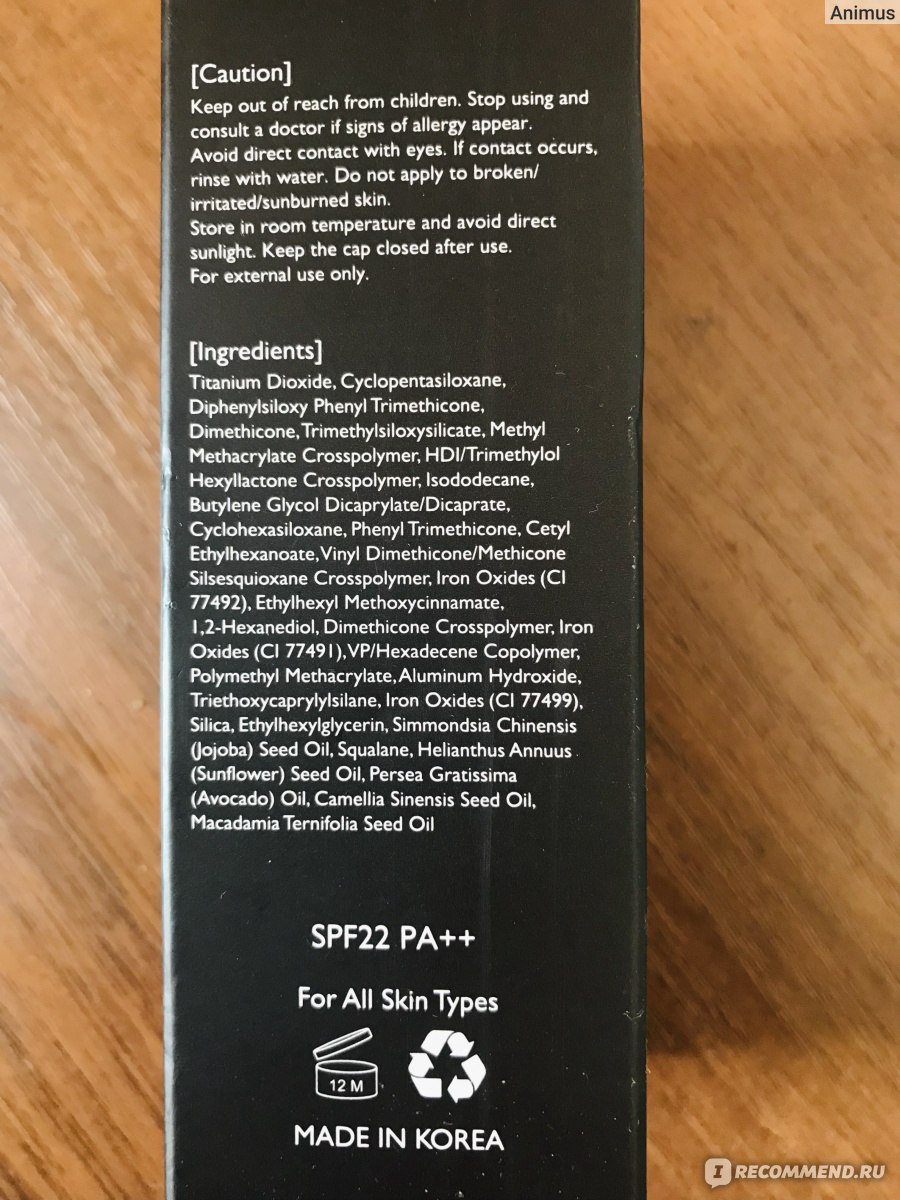 Animus
[Caution]
Keep out of reach from children. Stop using and
consult a doctor if signs of allergy appear.
Avoid direct contact with eyes. If contact occurs,
rinse with water. Do not apply to broken/
irritated/sunburned skin.
Store in room temperature and avoid direct
sunlight. Keep the cap closed after use.
For external use only.
[Ingredients]
Titanium Dioxide, Cyclopentasiloxane,
Diphenylsiloxy Phenyl Trimethicone,
Dimethicone, Trimethylsiloxysilicate, Methyl
Methacrylate Crosspolymer, HDI/Trimethylol
Hexyllactone Crosspolymer, Isododecane,
Butylene Glycol Dicaprylate/Dicaprate,
Cyclohexasiloxane, Phenyl Trimethicone, Cetyl
Ethylhexanoate, Vinyl Dimethicone/Methicone
Silsesquioxane Crosspolymer, Iron Oxides (CI
77492), Ethylhexyl Methoxycinnamate,
1,2-Hexanediol, Dimethicone Crosspolymer, Iron
Oxides (CI 77491), VP/Hexadecene Copolymer,
Polymethyl Methacrylate, Aluminum Hydroxide,
Triethoxycaprylylsilane, Iron Oxides (CI 77499),
Silica, Ethylhexylglycerin, Simmondsia Chinensis
(Jojoba) Seed Oil, Squalane, Helianthus Annuus
(Sunflower) Seed Oil, Persea Gratissima
(Avocado) Oil, Camellia Sinensis Seed Oil,
Macadamia Ternifolia Seed Oil
SPF22 PA++
For All Skin Types
12 M
MADE IN KOREA
IRECOMMEND.RU